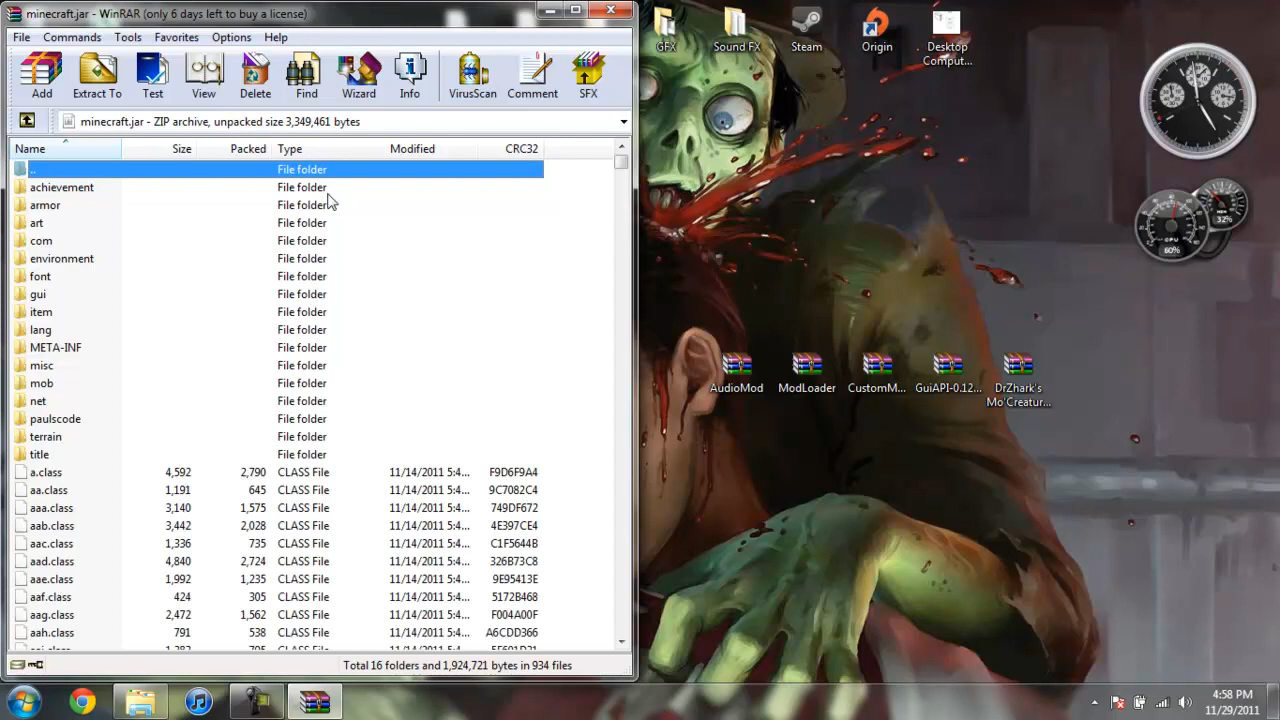 minecraft.jar - WinRAR (only 6 days left to buy a license)
File Commands Tools Favorites Options Help
Add Extract To Test View Delete Find Wizard Info VirusScan Comment SFX
minecraft.jar - ZIP archive, unpacked size 3,349,461 bytes
Name Size Packed Type Modified CRC32
.. File folder
achievement File folder
armor File folder
art File folder
com File folder
environment File folder
font File folder
gui File folder
item File folder
lang File folder
META-INF File folder
misc File folder
mob File folder
net File folder
paulscode File folder
terrain File folder
title File folder
a.class 4,592 2,790 CLASS File 11/14/2011 5:4... F9D6F9A4
aa.class 1,191 645 CLASS File 11/14/2011 5:4... 9C7082C4
aaa.class 3,140 1,575 CLASS File 11/14/2011 5:4... 749DF672
aab.class 3,442 2,028 CLASS File 11/14/2011 5:4... 4E397CE4
aac.class 1,336 735 CLASS File 11/14/2011 5:4... C1F5644B
aad.class 4,840 2,724 CLASS File 11/14/2011 5:4... 326B73C8
aae.class 1,992 1,235 CLASS File 11/14/2011 5:4... 9E95413E
aaf.class 424 305 CLASS File 11/14/2011 5:4... 5172B468
aag.class 2,472 1,562 CLASS File 11/14/2011 5:4... F004A00F
aah.class 791 538 CLASS File 11/14/2011 5:4... A6CDD366
Total 16 folders and 1,924,721 bytes in 934 files
GFX
Sound FX
Steam
Origin
Desktop
Comput...
AudioMod
ModLoader
CustomM...
GuiAPI-0.12...
DrZhark's
Mo'Creatur...
32%
60%
4:58 PM
11/29/2011